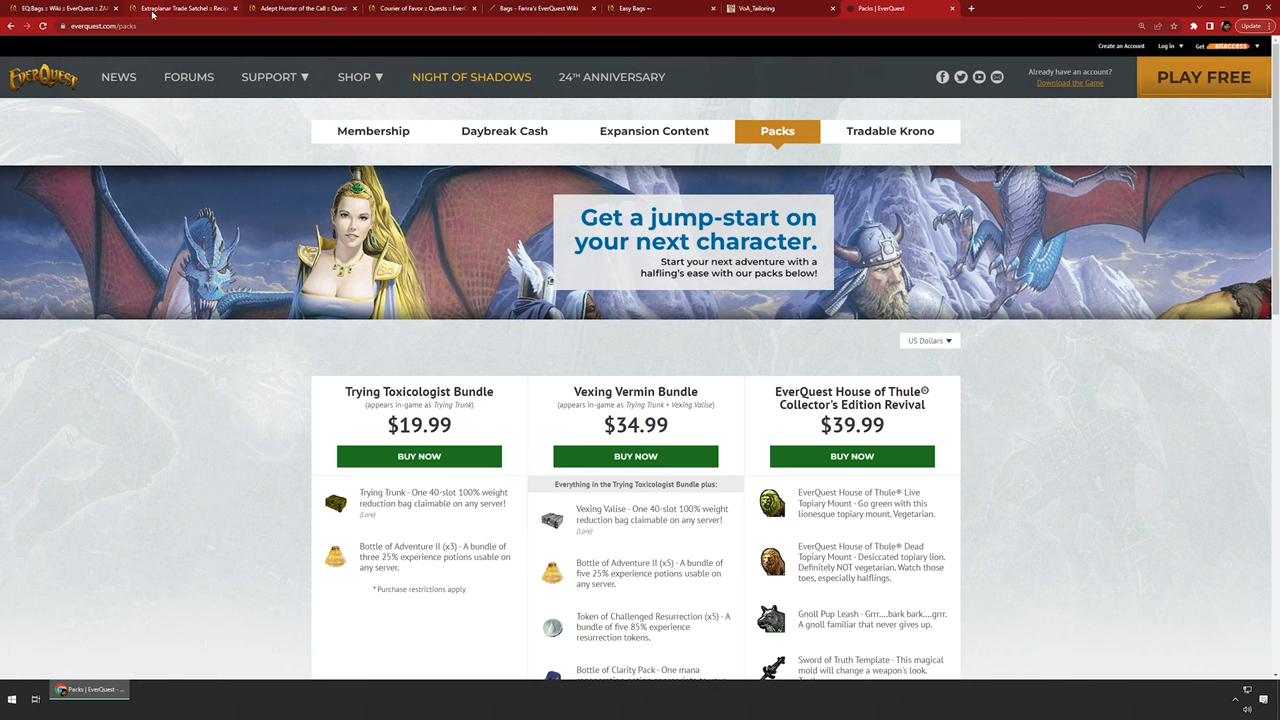 EQ:Bags :: Wiki :: EverQuest :: ZAM
Extraplanar Trade Satchel :: Recip
Adept Hunter of the Call :: Quest
Courier of Favor :: Quests :: Ever
Bags - Fanra's EverQuest Wiki
Easy Bags --
VoA_Tailoring
Packs | EverQuest
everquest.com/packs
Update
Create an Account
Log in ▼
Get allaccess ▼
EVERQUEST
NEWS
FORUMS
SUPPORT ▼
SHOP ▼
NIGHT OF SHADOWS
24TH ANNIVERSARY
Already have an account?
Download the Game
PLAY FREE
Membership
Daybreak Cash
Expansion Content
Packs
Tradable Krono
Get a jump-start on
your next character.
Start your next adventure with a
halfling's ease with our packs below!
US Dollars ▼
Trying Toxicologist Bundle
(appears in-game as Trying Trunk)
$19.99
BUY NOW
Trying Trunk - One 40-slot 100% weight
reduction bag claimable on any server!
(Lore)
Bottle of Adventure II (x3) - A bundle of
three 25% experience potions usable on
any server.
* Purchase restrictions apply
Vexing Vermin Bundle
(appears in-game as Trying Trunk + Vexing Valise)
$34.99
BUY NOW
Everything in the Trying Toxicologist Bundle plus:
Vexing Valise - One 40-slot 100% weight
reduction bag claimable on any server!
(Lore)
Bottle of Adventure II (x5) - A bundle of
five 25% experience potions usable on
any server.
Token of Challenged Resurrection (x5) - A
bundle of five 85% experience
resurrection tokens.
Bottle of Clarity Pack - One mana
EverQuest House of Thule®
Collector's Edition Revival
$39.99
BUY NOW
EverQuest House of Thule® Live
Topiary Mount - Go green with this
lionesque topiary mount. Vegetarian.
EverQuest House of Thule® Dead
Topiary Mount - Desiccated topiary lion.
Definitely NOT vegetarian. Watch those
toes, especially halflings.
Gnoll Pup Leash - Grrr....bark bark....grr.
A gnoll familiar that never gives up.
Sword of Truth Template - This magical
mold will change a weapon's look.
Packs | EverQuest - ...